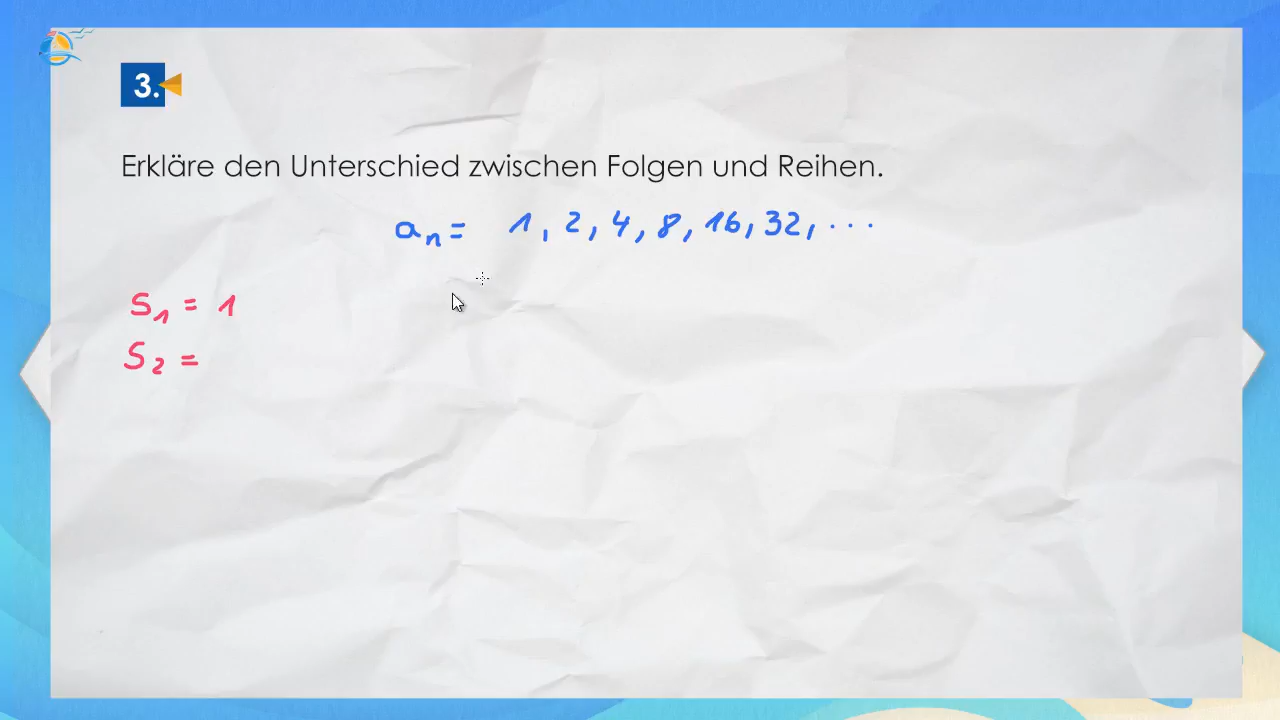 3.
Erkläre den Unterschied zwischen Folgen und Reihen.
aₙ = 1, 2, 4, 8, 16, 32, ...
S₁ = 1
S₂ =